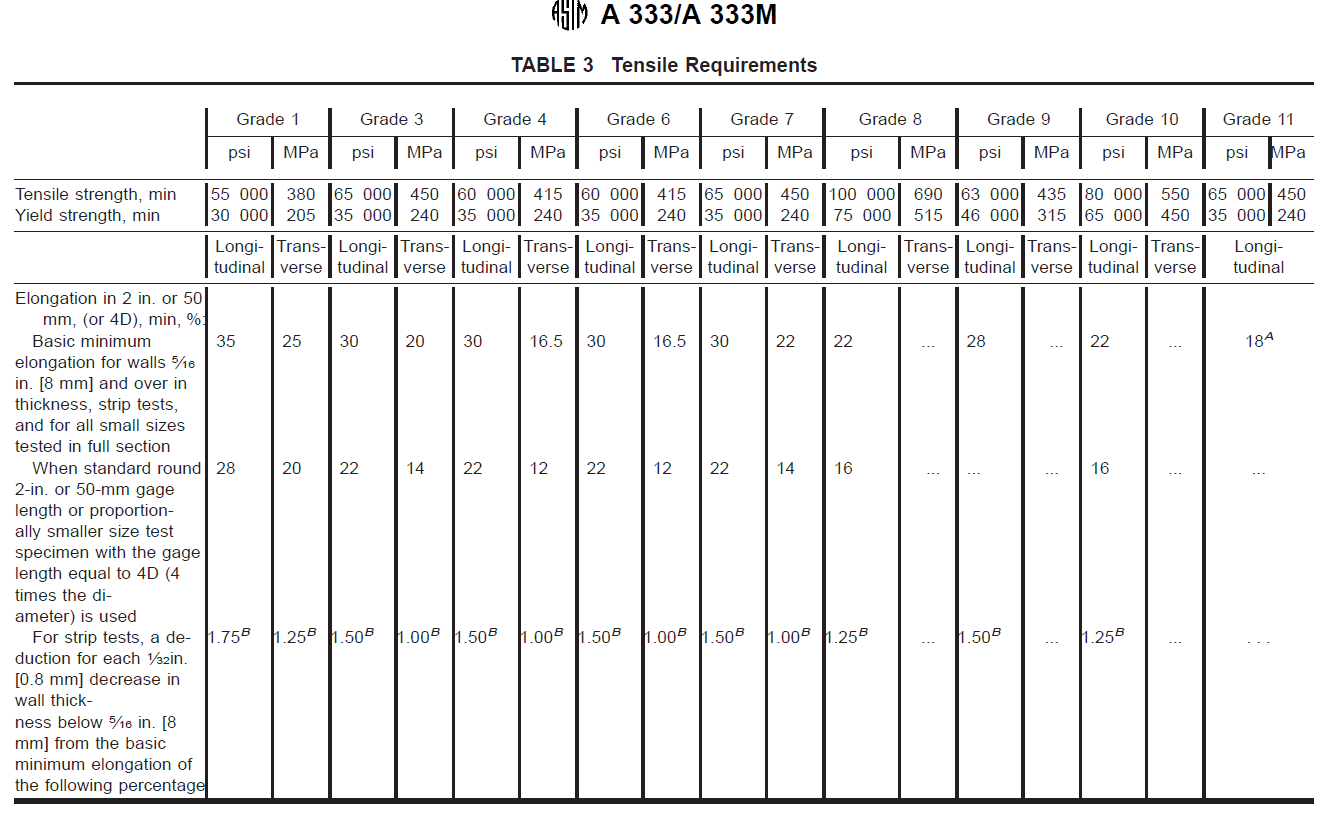 ASTM A 333/A 333M
TABLE 3 Tensile Requirements
Grade 1 Grade 3 Grade 4 Grade 6 Grade 7 Grade 8 Grade 9 Grade 10 Grade 11
psi MPa psi MPa psi MPa psi MPa psi MPa psi MPa psi MPa psi MPa psi MPa
Tensile strength, min 55 000 380 65 000 450 60 000 415 60 000 415 65 000 450 100 000 690 63 000 435 80 000 550 65 000 450
Yield strength, min 30 000 205 35 000 240 35 000 240 35 000 240 35 000 240 75 000 515 46 000 315 65 000 450 35 000 240
Longi- Trans- Longi- Trans- Longi- Trans- Longi- Trans- Longi- Trans- Longi- Trans- Longi- Trans- Longi- Trans- Longi-
tudinal verse tudinal verse tudinal verse tudinal verse tudinal verse tudinal verse tudinal verse tudinal verse tudinal
Elongation in 2 in. or 50
mm, (or 4D), min, %:
Basic minimum 35 25 30 20 30 16.5 30 16.5 30 22 22 ... 28 ... 22 ... 18A
elongation for walls 5⁄16
in. [8 mm] and over in
thickness, strip tests,
and for all small sizes
tested in full section
When standard round 28 20 22 14 22 12 22 12 22 14 16 ... ... ... 16 ... ...
2-in. or 50-mm gage
length or proportion-
ally smaller size test
specimen with the gage
length equal to 4D (4
times the di-
ameter) is used
For strip tests, a de- 1.75B 1.25B 1.50B 1.00B 1.50B 1.00B 1.50B 1.00B 1.50B 1.00B 1.25B ... 1.50B ... 1.25B ... . . .
duction for each 1⁄32in.
[0.8 mm] decrease in
wall thick-
ness below 5⁄16 in. [8
mm] from the basic
minimum elongation of
the following percentage